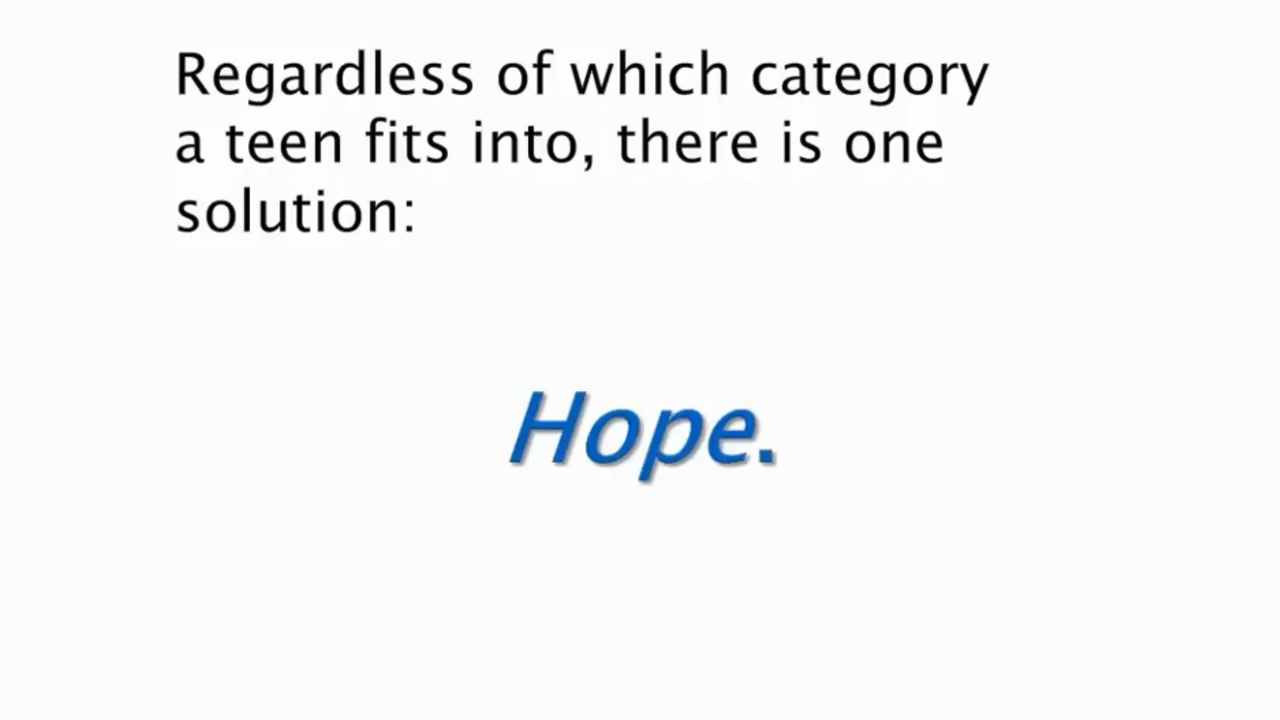 Regardless of which category
a teen fits into, there is one
solution:
Hope.